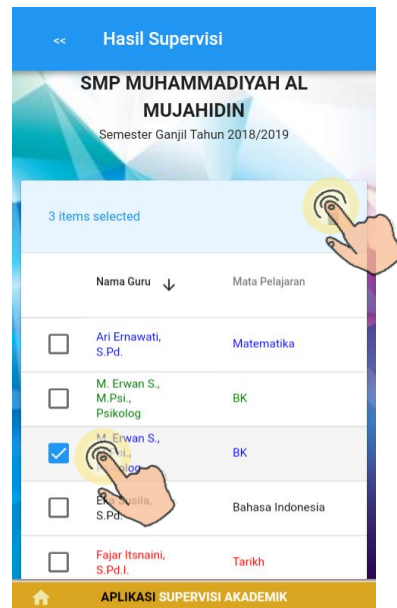 << Hasil Supervisi
SMP MUHAMMADIYAH AL
MUJAHIDIN
Semester Ganjil Tahun 2018/2019
3 items selected
Nama Guru ↓ Mata Pelajaran
Ari Ernawati,
S.Pd.
Matematika
M. Erwan S.,
M.Psi.,
Psikolog
BK
M. Erwan S.,
BK
S.Pd.
Bahasa Indonesia
Fajar Itsnaini,
S.Pd.I.
Tarikh
APLIKASI SUPERVISI AKADEMIK